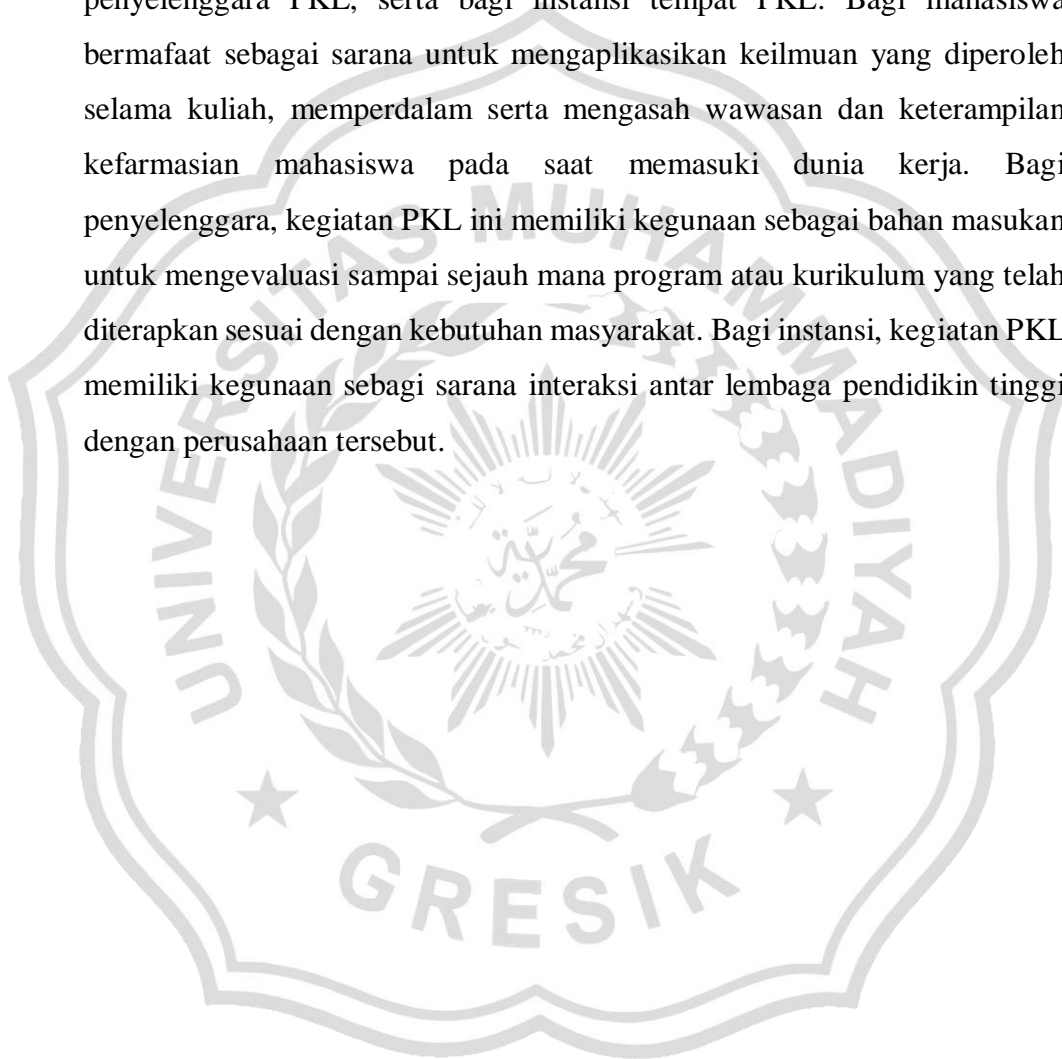 penyelenggara PKL, serta bagi instansi tempat PKL. Bagi mahasiswa
bermafaat sebagai sarana untuk mengaplikasikan keilmuan yang diperoleh
selama kuliah, memperdalam serta mengasah wawasan dan keterampilan
kefarmasian mahasiswa pada saat memasuki dunia kerja. Bagi
penyelenggara, kegiatan PKL ini memiliki kegunaan sebagai bahan masukan
untuk mengevaluasi sampai sejauh mana program atau kurikulum yang telah
diterapkan sesuai dengan kebutuhan masyarakat. Bagi instansi, kegiatan PKL
memiliki kegunaan sebagi sarana interaksi antar lembaga pendidikin tinggi
dengan perusahaan tersebut.
UNIVERSITAS MUHAMMADIYAH
GRESIK